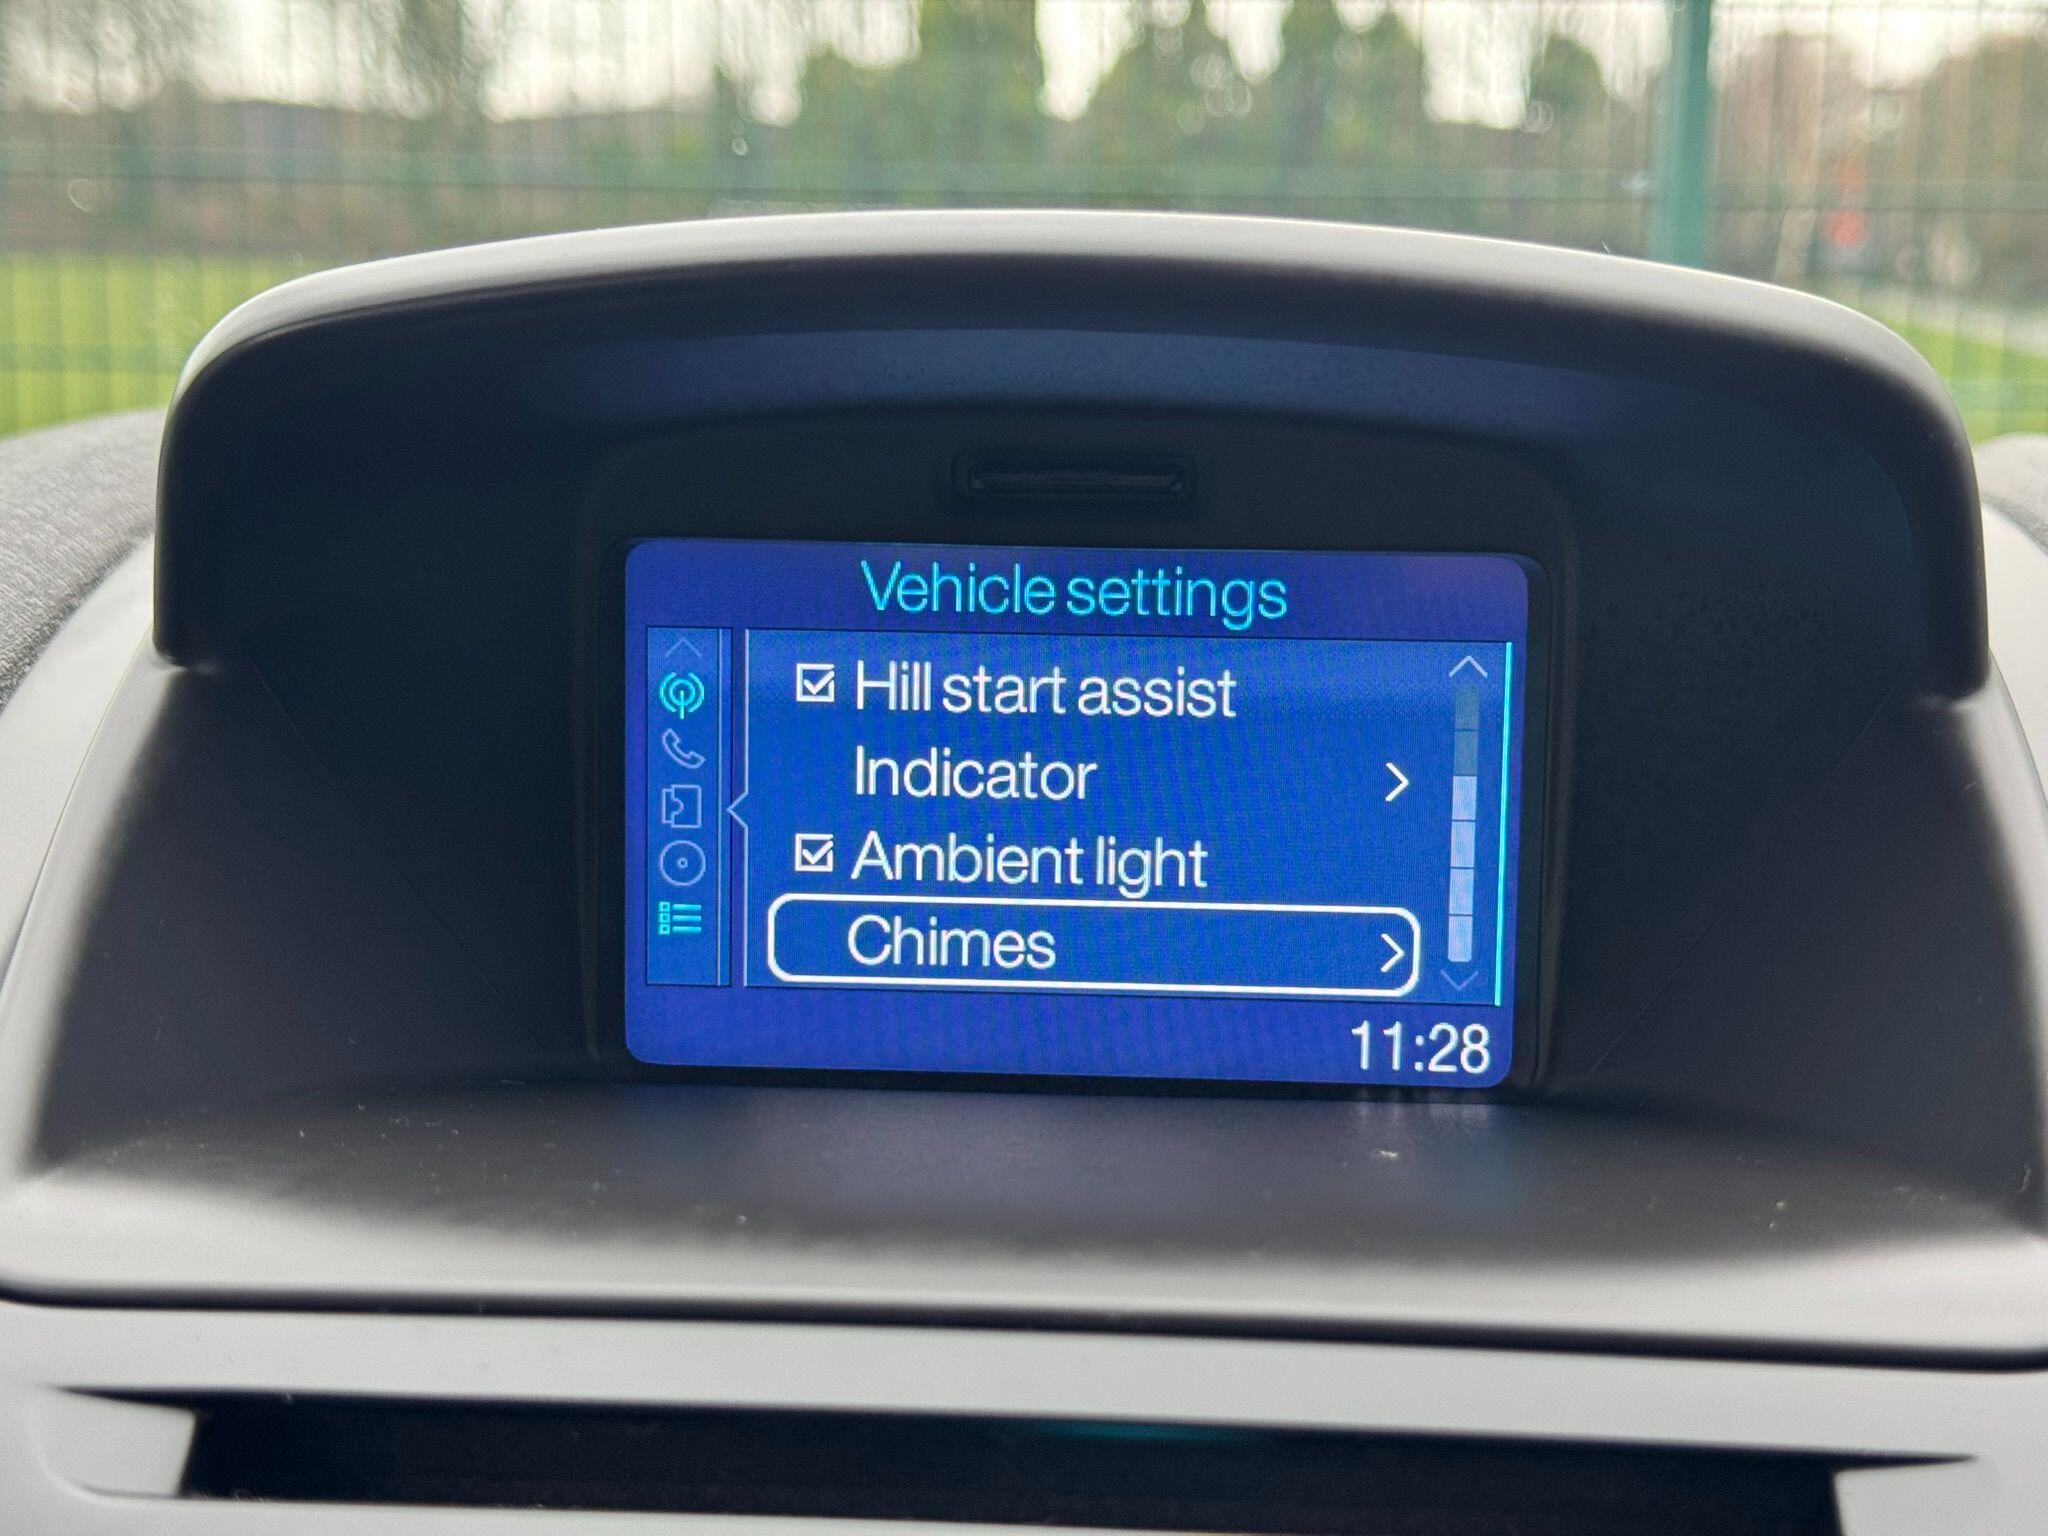 Vehicle settings
Hill start assist
Indicator
Ambient light
Chimes
11:28